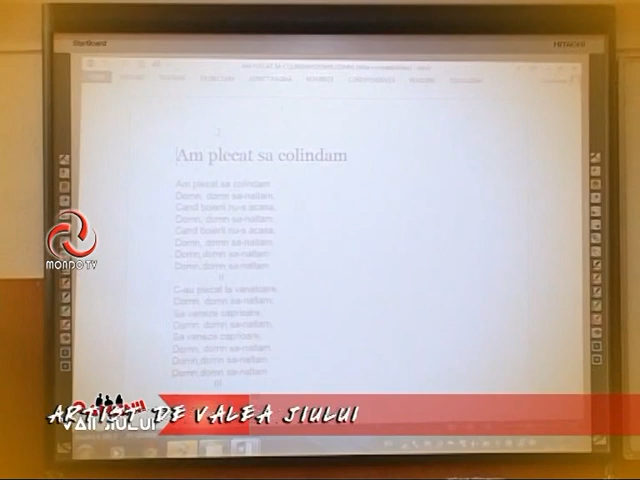 StarBoard
HITACHI
Am plecat sa colindam
Am plecat sa colindam
Domn, domn sa-naltam,
Cand boierii nu-s acasa,
Domn, domn sa-naltam
Cand boierii nu-s acasa,
Domn, domn sa-naltam
Domn,domn sa-naltam
Domn,domn sa-naltam
II
C-au plecat la vanatoare,
Domn, domn sa-naltam,
Sa vaneze caprioare,
Domn, domn sa-naltam,
Sa vaneze caprioare,
Domn, domn sa-naltam
Domn,domn sa-naltam
Domn,domn sa-naltam
III
MONDO TV
ARTIST DE VALEA JIULUI
VAII JIULUI